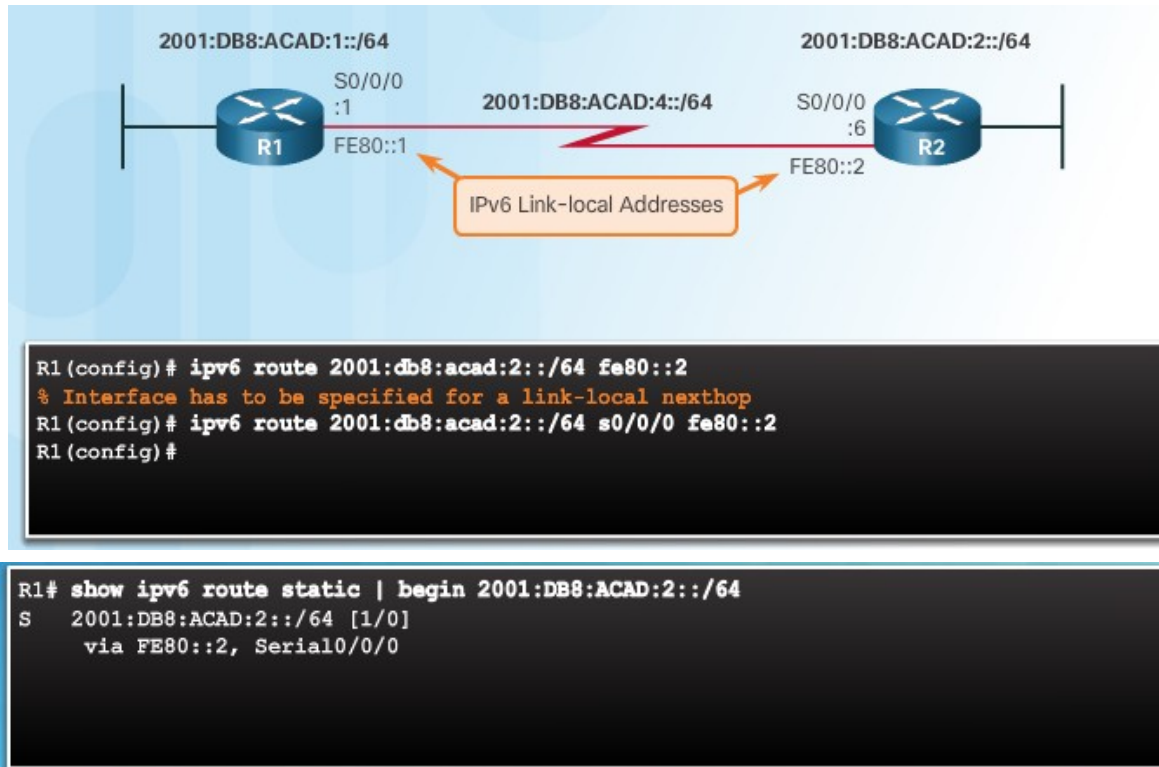 2001:DB8:ACAD:1::/64
2001:DB8:ACAD:2::/64
S0/0/0
:1
2001:DB8:ACAD:4::/64
S0/0/0
:6
R1
FE80::1
R2
FE80::2
IPv6 Link-local Addresses
R1(config)# ipv6 route 2001:db8:acad:2::/64 fe80::2
% Interface has to be specified for a link-local nexthop
R1(config)# ipv6 route 2001:db8:acad:2::/64 s0/0/0 fe80::2
R1(config)#
R1# show ipv6 route static | begin 2001:DB8:ACAD:2::/64
S 2001:DB8:ACAD:2::/64 [1/0]
via FE80::2, Serial0/0/0